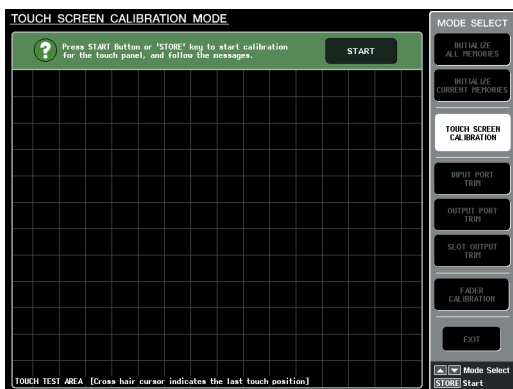 TOUCH SCREEN CALIBRATION MODE
Press START Button or 'STORE' key to start calibration
for the touch panel, and follow the messages.
START
TOUCH TEST AREA [Cross hair cursor indicates the last touch position]
MODE SELECT
INITIALIZE
ALL MEMORIES
INITIALIZE
CURRENT MEMORIES
TOUCH SCREEN
CALIBRATION
INPUT PORT
TRIM
OUTPUT PORT
TRIM
SLOT OUTPUT
TRIM
FADER
CALIBRATION
EXIT
Mode Select
STORE Start